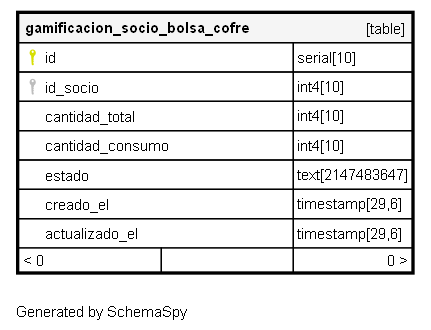 gamificacion_socio_bolsa_cofre [table]
id serial[10]
id_socio int4[10]
cantidad_total int4[10]
cantidad_consumo int4[10]
estado text[2147483647]
creado_el timestamp[29,6]
actualizado_el timestamp[29,6]
< 0 0 >
Generated by SchemaSpy